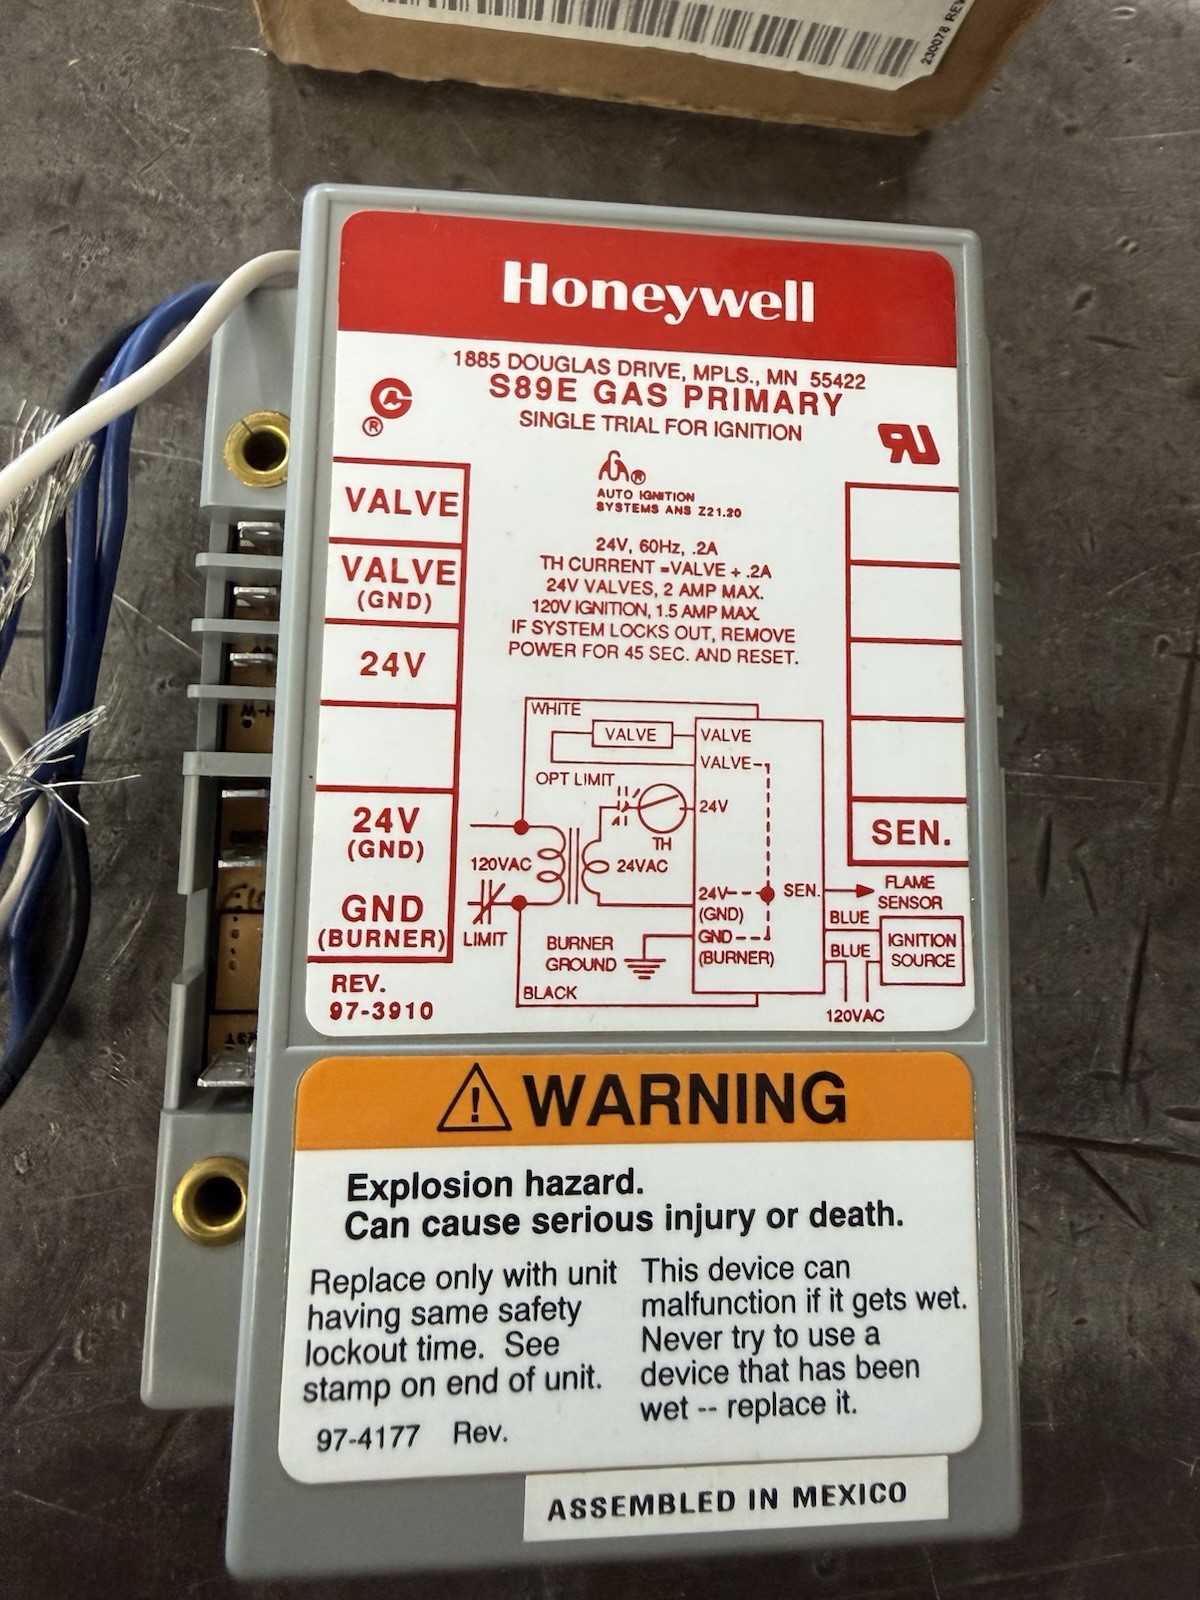 230078 REV
Honeywell
1885 DOUGLAS DRIVE, MPLS., MN 55422
S89E GAS PRIMARY
SINGLE TRIAL FOR IGNITION
®
®
AUTO IGNITION
SYSTEMS ANS Z21.20
24V, 60Hz, .2A
TH CURRENT =VALVE + .2A
24V VALVES, 2 AMP MAX.
120V IGNITION, 1.5 AMP MAX.
IF SYSTEM LOCKS OUT, REMOVE
POWER FOR 45 SEC. AND RESET.
VALVE
VALVE
(GND)
24V
24V
(GND)
GND
(BURNER)
REV.
97-3910
SEN.
WHITE
VALVE
VALVE
VALVE
OPT LIMIT
24V
TH
120VAC
24VAC
24V
(GND)
SEN.
FLAME
SENSOR
LIMIT
BURNER
GROUND
GND
(BURNER)
BLUE
BLUE
IGNITION
SOURCE
BLACK
120VAC
WARNING
Explosion hazard.
Can cause serious injury or death.
Replace only with unit
having same safety
lockout time. See
stamp on end of unit.
97-4177 Rev.
This device can
malfunction if it gets wet.
Never try to use a
device that has been
wet -- replace it.
ASSEMBLED IN MEXICO